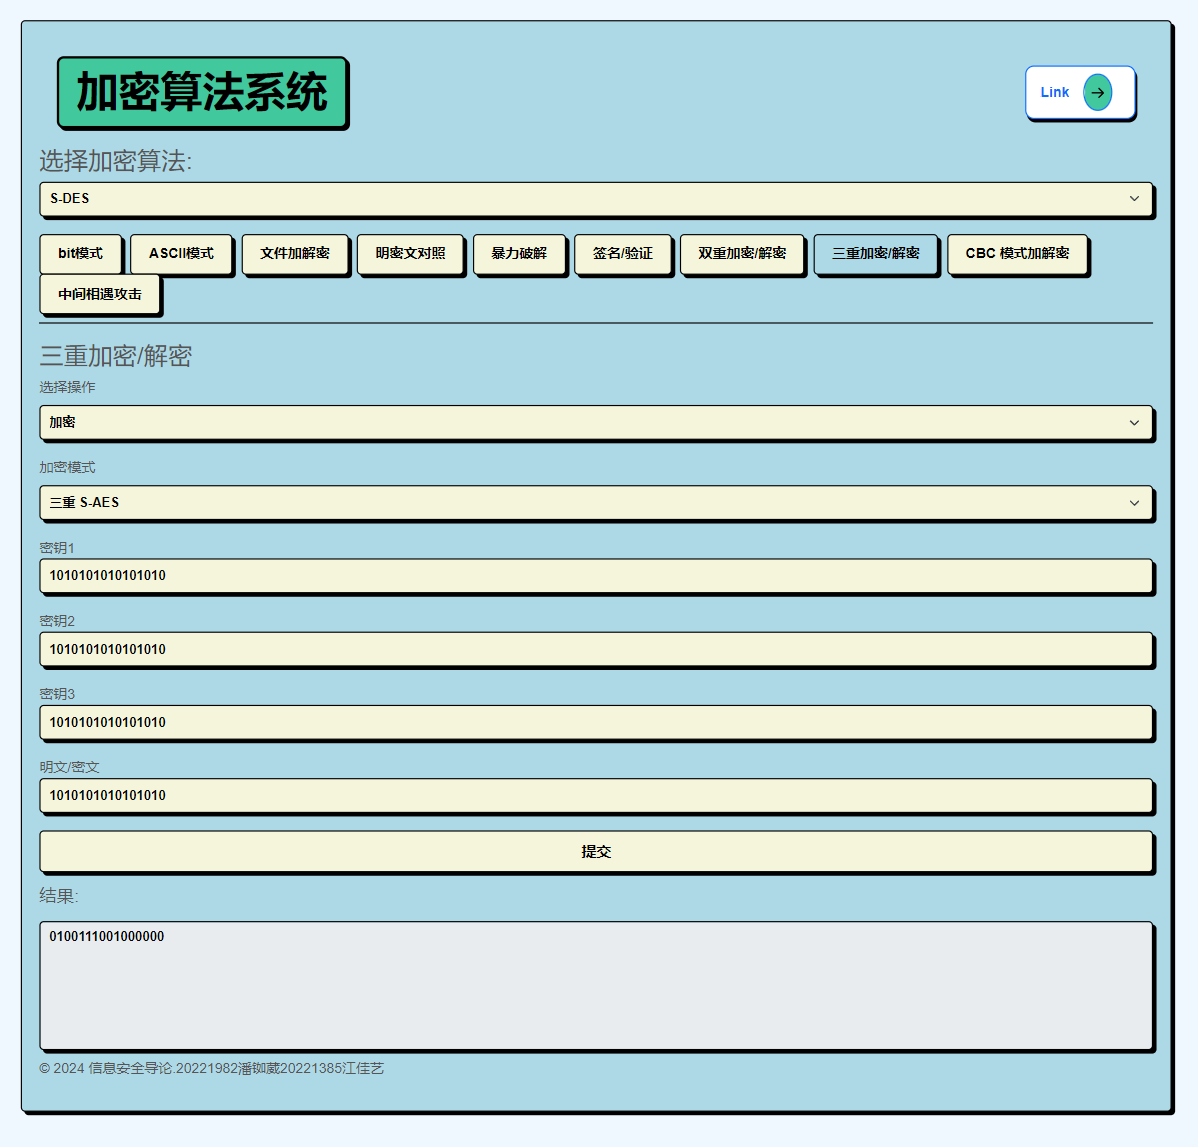 加密算法系统
Link
选择加密算法:
S-DES
bit模式 ASCII模式 文件加解密 明密文对照 暴力破解 签名/验证 双重加密/解密 三重加密/解密 CBC 模式加解密
中间相遇攻击
三重加密/解密
选择操作
加密
加密模式
三重 S-AES
密钥1
1010101010101010
密钥2
1010101010101010
密钥3
1010101010101010
明文/密文
1010101010101010
提交
结果:
0100111001000000
© 2024 信息安全导论.20221982潘铷葳20221385江佳艺